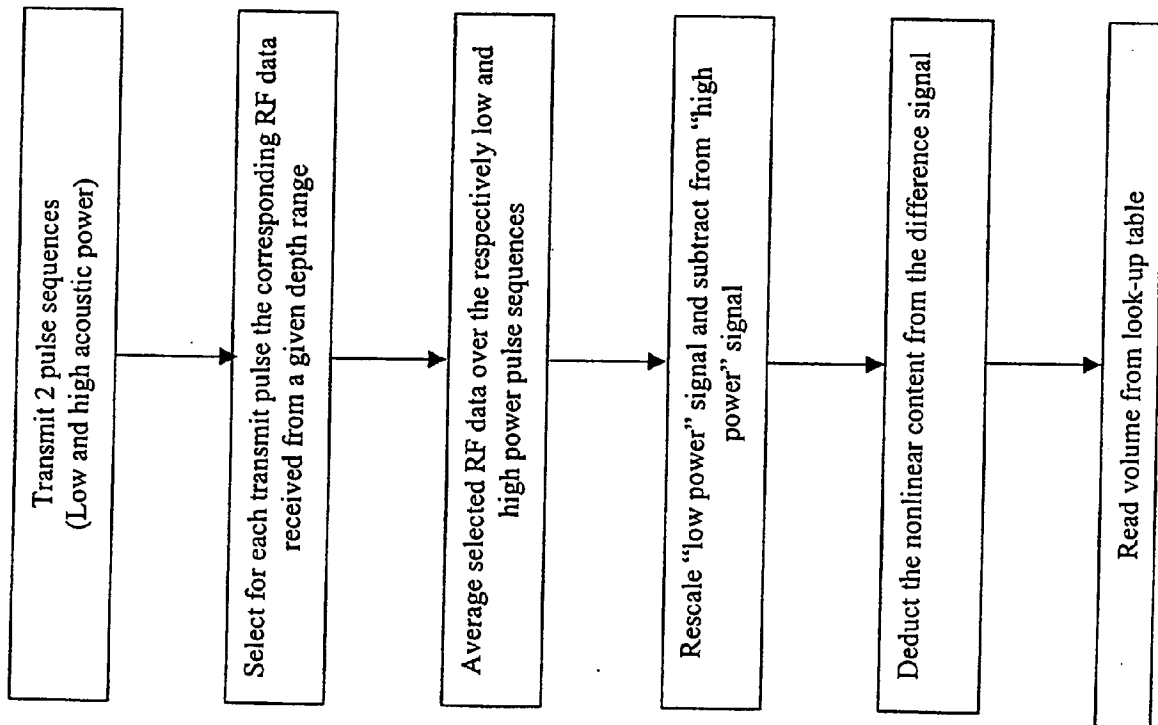 Transmit 2 pulse sequences
(Low and high acoustic power)
Select for each transmit pulse the corresponding RF data
received from a given depth range
Average selected RF data over the respectively low and
high power pulse sequences
Rescale “low power” signal and subtract from “high
power” signal
Deduct the nonlinear content from the difference signal
Read volume from look-up table